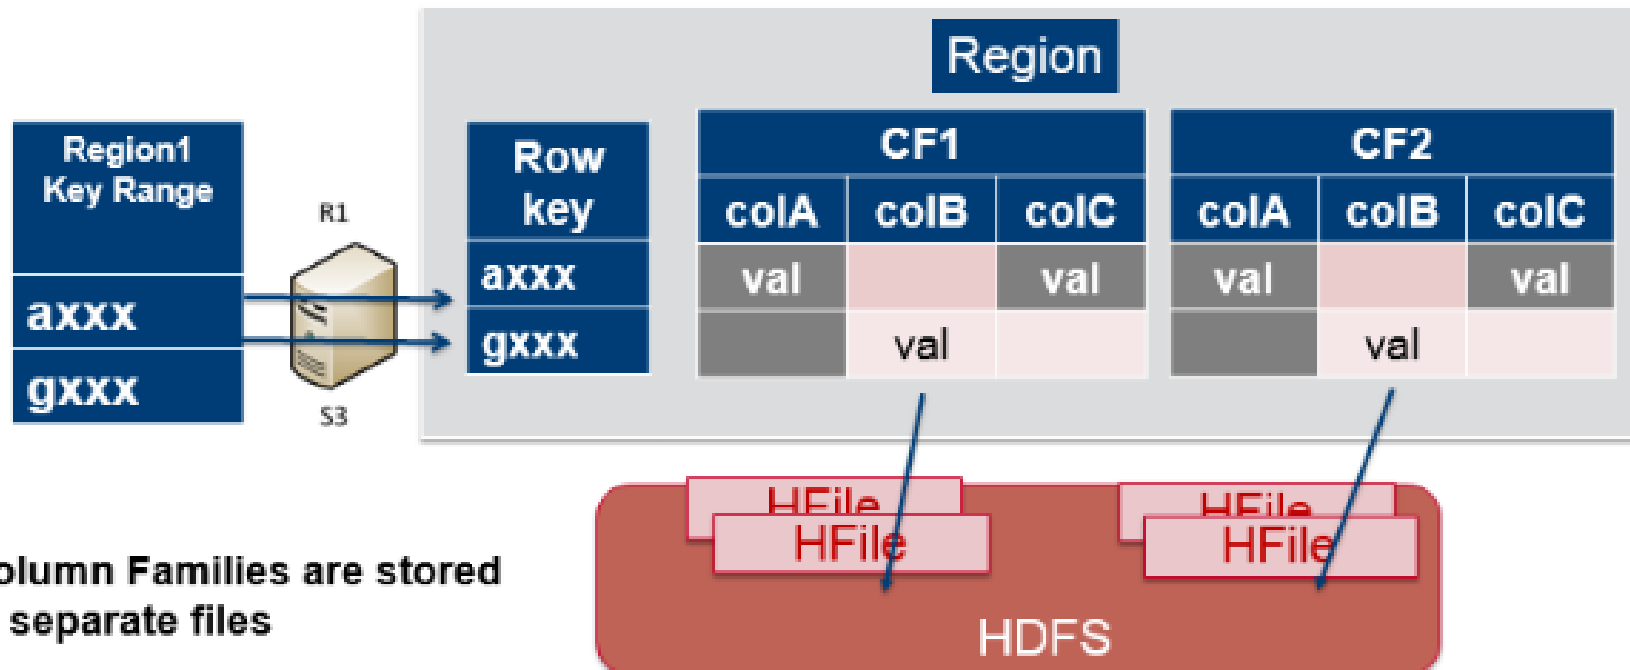 Region
Region1
Key Range
axxx
gxxx
R1
S3
Row
key
axxx
gxxx
CF1
colA colB colC
val val
val
CF2
colA colB colC
val val
val
HFile
HFile
HFile
HFile
HDFS
olumn Families are stored
separate files